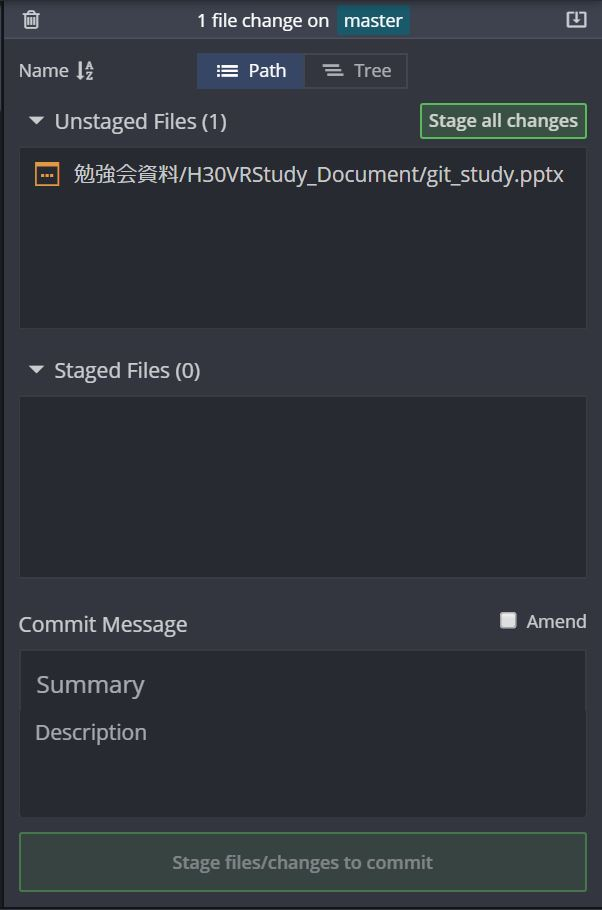 1 file change on master
Name Path Tree
Unstaged Files (1) Stage all changes
勉強会資料/H30VRStudy_Document/git_study.pptx
Staged Files (0)
Commit Message Amend
Summary
Description
Stage files/changes to commit